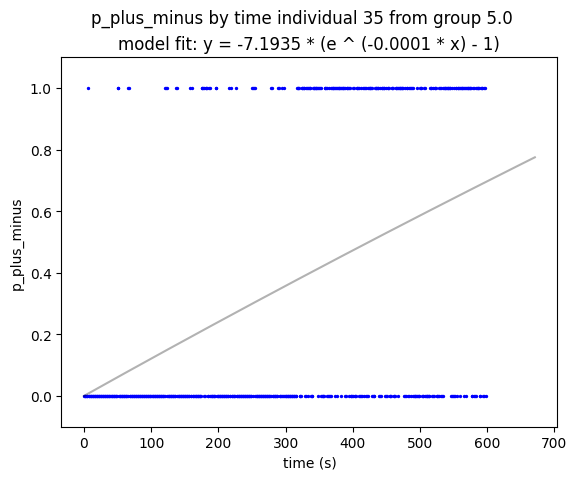 p_plus_minus by time individual 35 from group 5.0
model fit: y = -7.1935 * (e ^ (-0.0001 * x) - 1)
1.0
0.8
0.6
0.4
0.2
0.0
p_plus_minus
0 100 200 300 400 500 600 700
time (s)